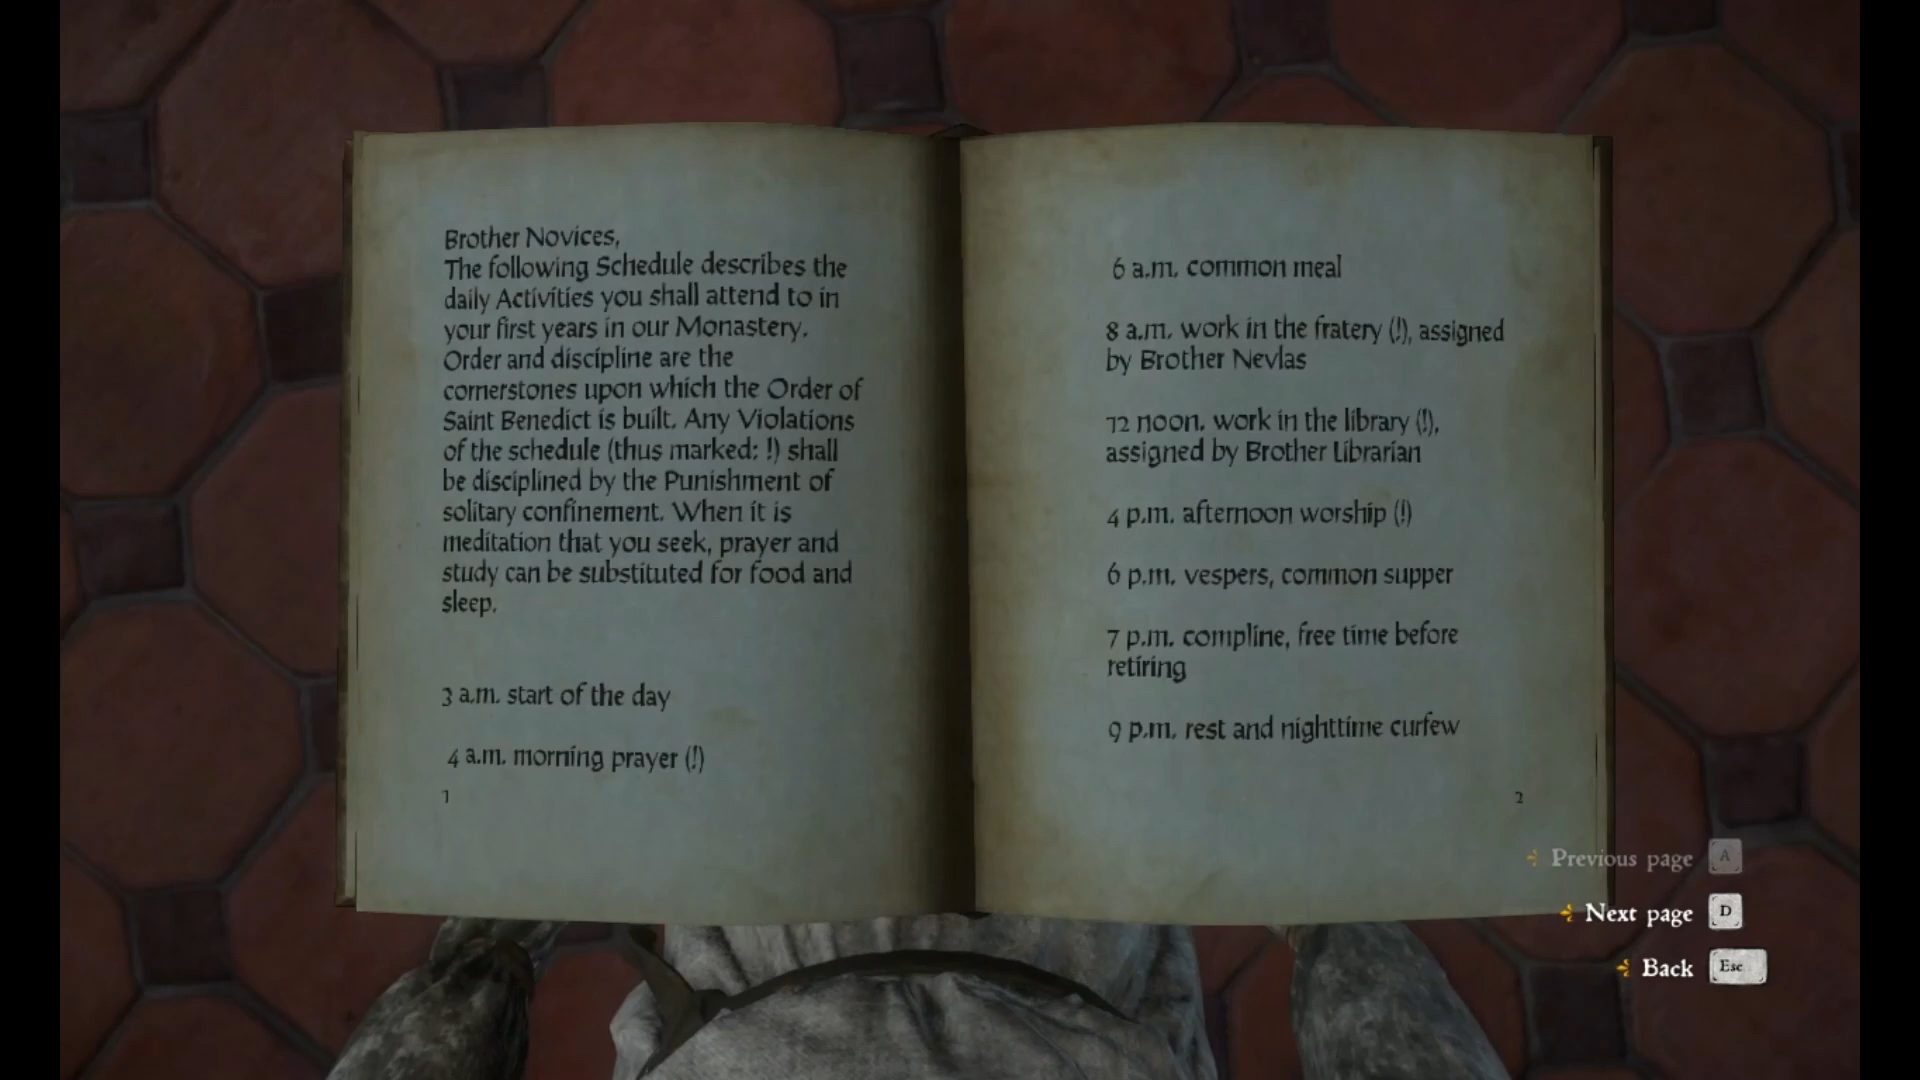 Brother Novices,
The following Schedule describes the
daily Activities you shall attend to in
your first years in our Monastery.
Order and discipline are the
cornerstones upon which the Order of
Saint Benedict is built. Any Violations
of the schedule (thus marked: !) shall
be disciplined by the Punishment of
solitary confinement. When it is
meditation that you seek, prayer and
study can be substituted for food and
sleep.
3 a.m. start of the day
4 a.m. morning prayer (!)
1
6 a.m. common meal
8 a.m. work in the fratery (!), assigned
by Brother Nevlas
12 noon. work in the library (!),
assigned by Brother Librarian
4 p.m. afternoon worship (!)
6 p.m. vespers, common supper
7 p.m. compline, free time before
retiring
9 p.m. rest and nighttime curfew
2
Previous page A
Next page D
Back Esc